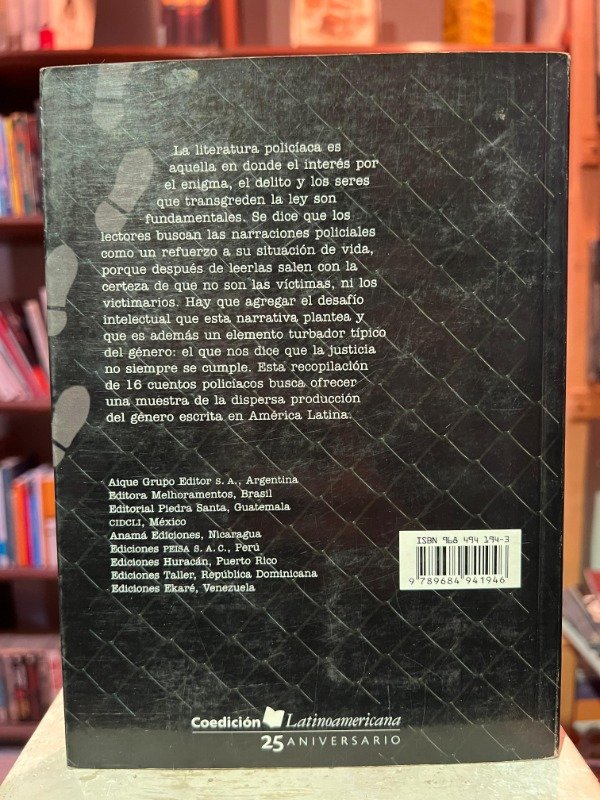 La literatura policíaca es
aquella en donde el interés por
el enigma, el delito y los seres
que transgreden la ley son
fundamentales. Se dice que los
lectores buscan las narraciones policiales
como un refuerzo a su situación de vida,
porque después de leerlas salen con la
certeza de que no son las víctimas, ni los
victimarios. Hay que agregar el desafío
intelectual que esta narrativa plantea y
que es además un elemento turbador típico
del género: el que nos dice que la justicia
no siempre se cumple. Esta recopilación
de 16 cuentos policíacos busca ofrecer
una muestra de la dispersa producción
del género escrita en América Latina.
Aique Grupo Editor S. A., Argentina
Editora Melhoramentos, Brasil
Editorial Piedra Santa, Guatemala
CIDCLI, México
Anamá Ediciones, Nicaragua
Ediciones PEISA S. A. C., Perú
Ediciones Huracán, Puerto Rico
Ediciones Taller, República Dominicana
Ediciones Ekaré, Venezuela
ISBN 968 494 194-3
9 789684 941946
Coedición Latinoamericana
25 ANIVERSARIO